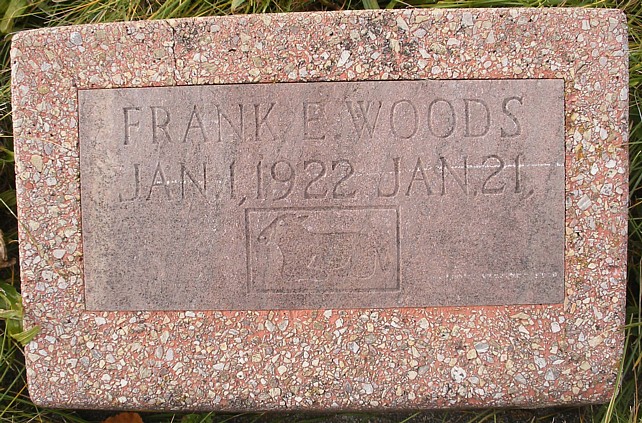 FRANK E. WOODS
JAN. 1, 1922 JAN. 21,